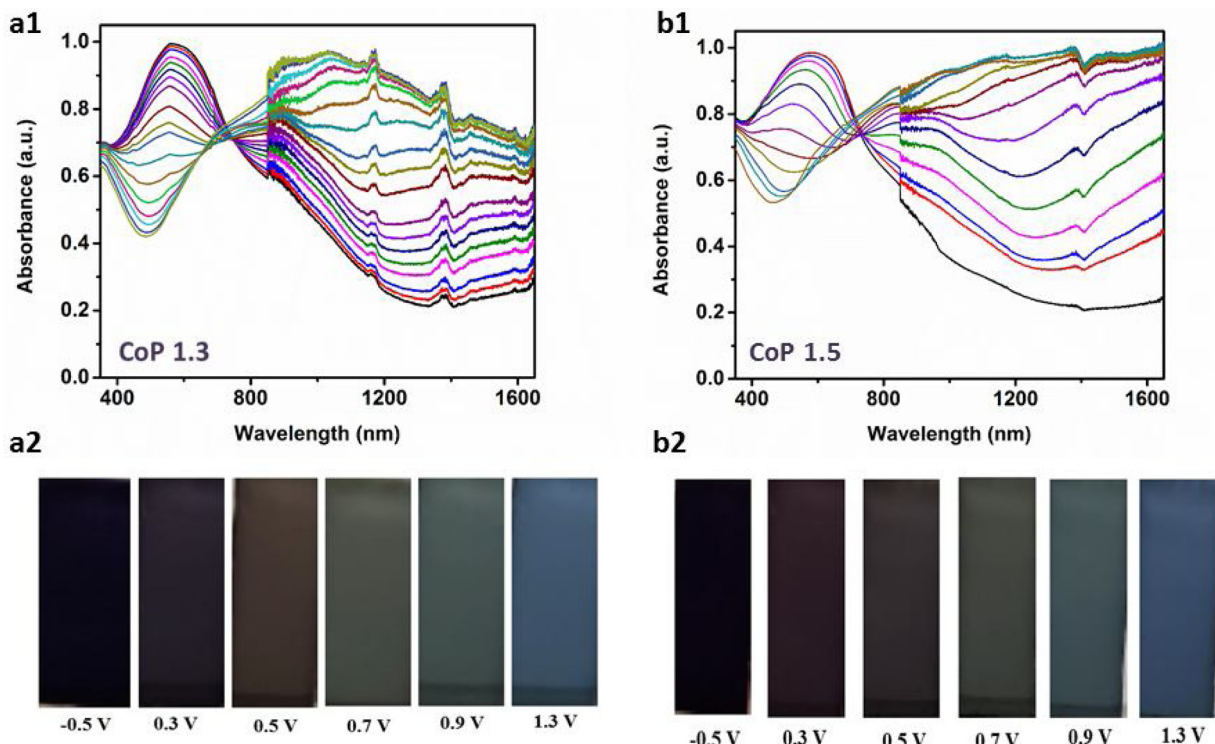 a1
b1
1.0
0.8
0.6
0.4
0.2
0.0
Absorbance (a.u.)
CoP 1.3
400 800 1200 1600
Wavelength (nm)
1.0
0.8
0.6
0.4
0.2
0.0
Absorbance (a.u.)
CoP 1.5
400 800 1200 1600
Wavelength (nm)
a2
b2
-0.5 V 0.3 V 0.5 V 0.7 V 0.9 V 1.3 V
-0.5 V 0.3 V 0.5 V 0.7 V 0.9 V 1.3 V